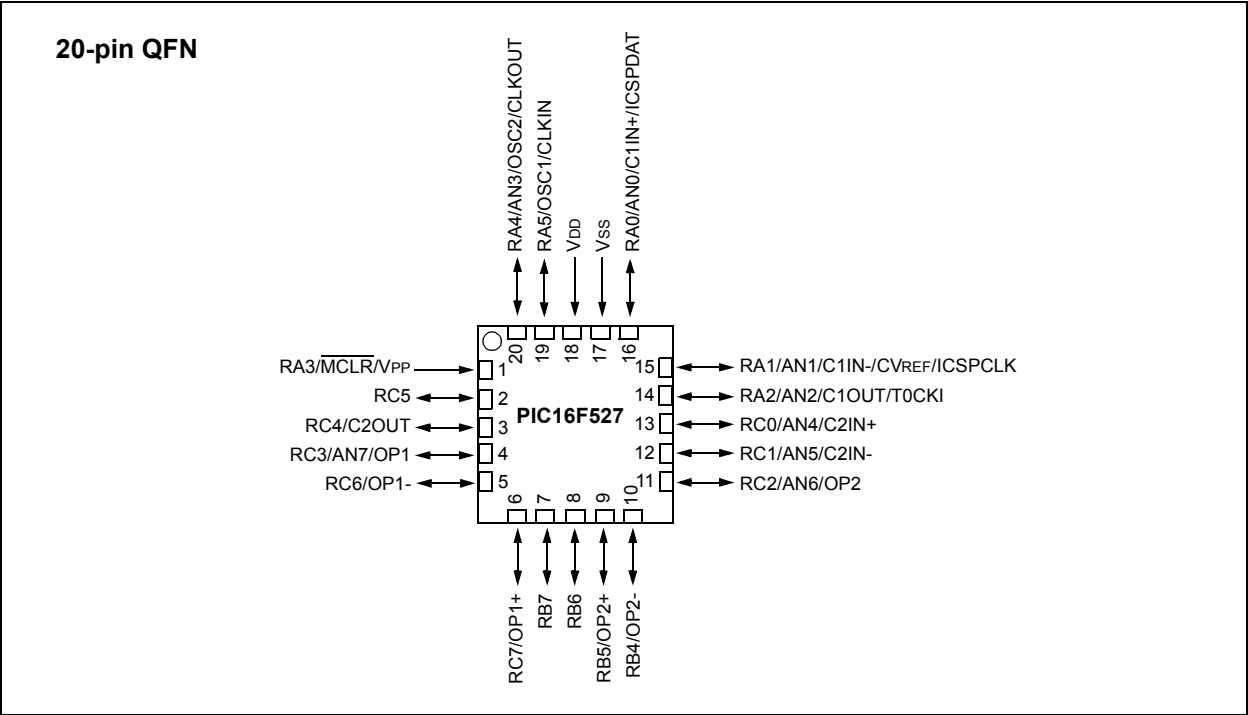 20-pin QFN
RA4/AN3/OSC2/CLKOUT
RA5/OSC1/CLKIN
VDD
VSS
RA0/AN0/C1IN+/ICSPDAT
20
19
18
17
16
RA3/MCLR/VPP
1
RC5
2
RC4/C2OUT
3
RC3/AN7/OP1
4
RC6/OP1-
5
PIC16F527
15
RA1/AN1/C1IN-/CVREF/ICSPCLK
14
RA2/AN2/C1OUT/T0CKI
13
RC0/AN4/C2IN+
12
RC1/AN5/C2IN-
11
RC2/AN6/OP2
6
7
8
9
10
RC7/OP1+
RB7
RB6
RB5/OP2+
RB4/OP2-